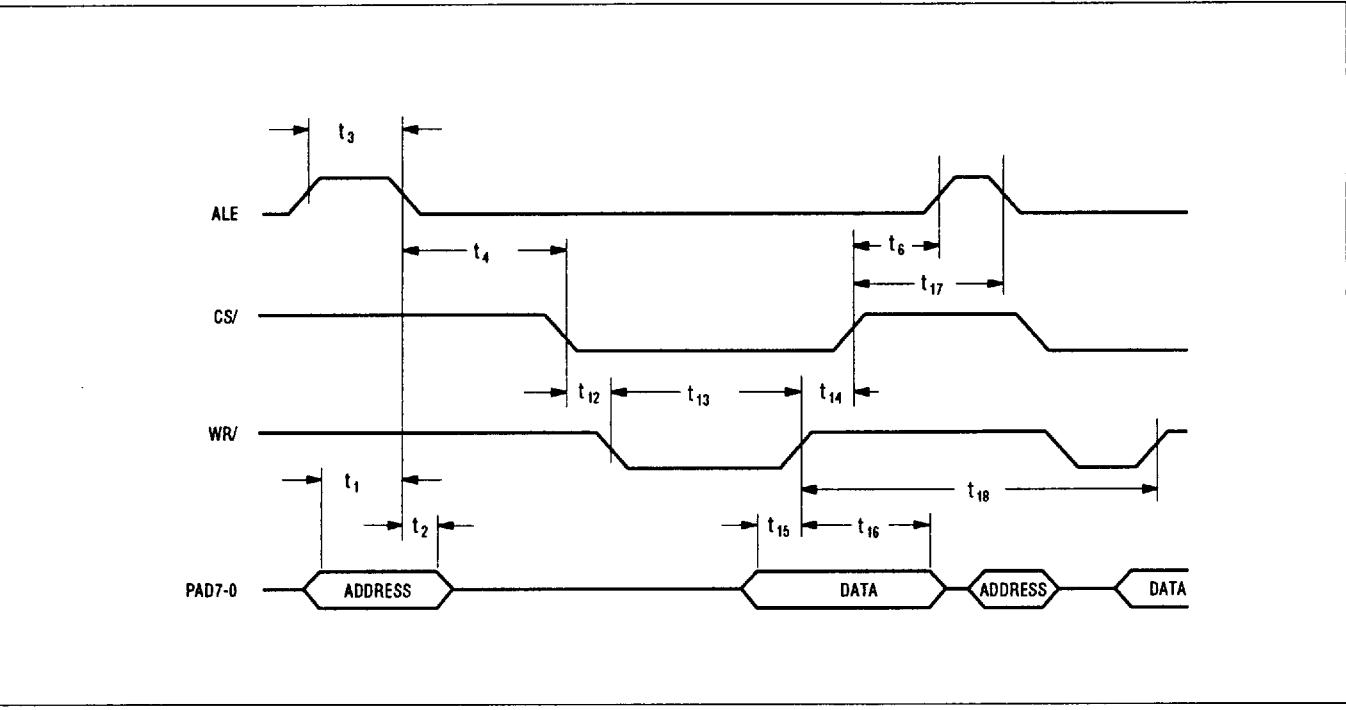 t₃
ALE
t₄
t₆
t₁₇
CS/
t₁₂
t₁₃
t₁₄
WR/
t₁
t₁₈
t₂
t₁₅
t₁₆
PAD7-0
ADDRESS
DATA
ADDRESS
DATA